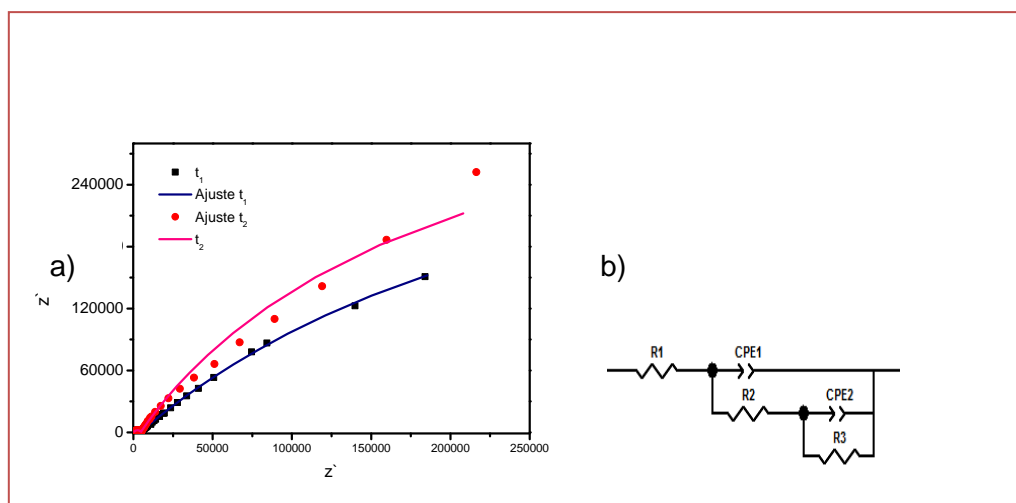 a)
t₁
Ajuste t₁
Ajuste t₂
t₂
240000
120000
60000
0
z`
0
50000
100000
150000
200000
250000
z`
b)
R1
CPE1
R2
CPE2
R3